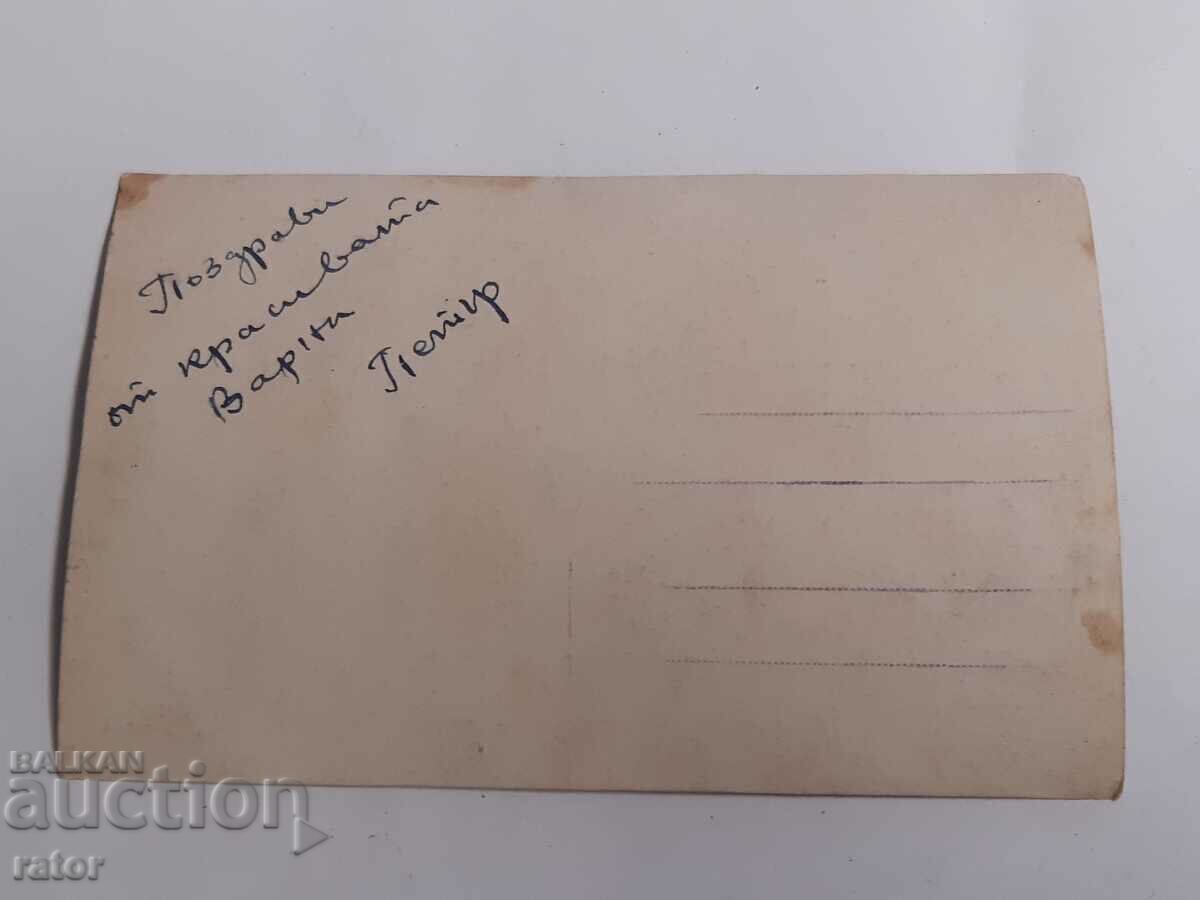 Поздрави
от красивата
Варна
Петър
BALKAN
auction
rator